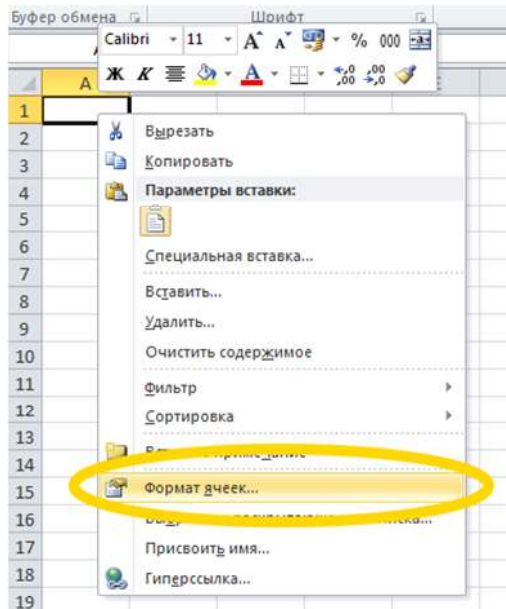 Буфер обмена Шрифт
Calibri 11 A A % 000 a
A
Ж К А ,0 ,00 ,00 ,0
A
1
2 Вырезать
3 Копировать
4 Параметры вставки:
5
6 Специальная вставка...
7
8 Вставить...
9 Удалить...
10 Очистить содержимое
11 Фильтр
12 Сортировка
13
14
15 Формат ячеек...
16
17 Присвоить имя...
18 Гиперссылка...
19